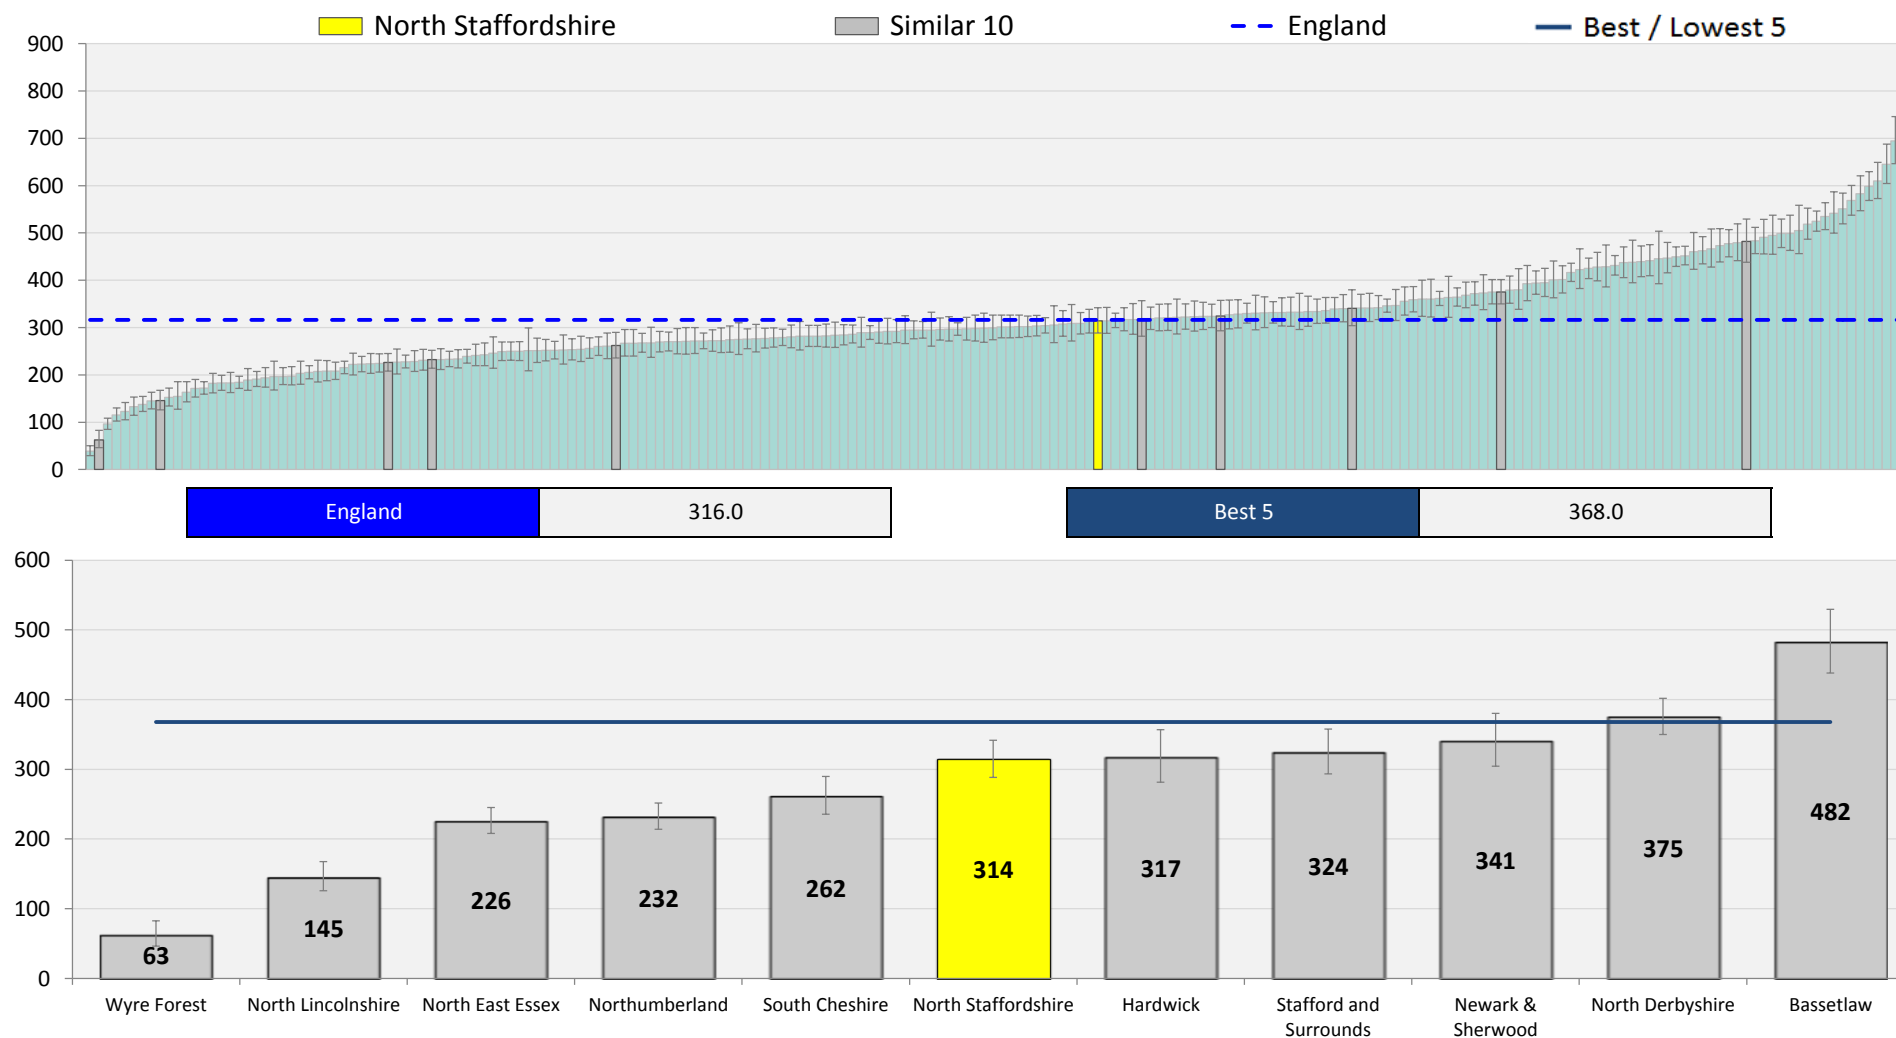 North Staffordshire
Similar 10
England
Best / Lowest 5
900
800
700
600
500
400
300
200
100
0
England 316.0
Best 5 368.0
600
500
400
300
200
100
0
63
145
226
232
262
314
317
324
341
375
482
Wyre Forest
North Lincolnshire
North East Essex
Northumberland
South Cheshire
North Staffordshire
Hardwick
Stafford and
Surrounds
Newark &
Sherwood
North Derbyshire
Bassetlaw